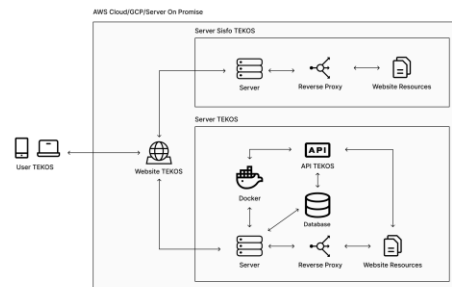 AWS Cloud/GCP/Server On Promise
Server Sisfo TEKOS
Server
Reverse Proxy
Website Resources
Server TEKOS
API
API TEKOS
User TEKOS
Website TEKOS
Docker
Database
Server
Reverse Proxy
Website Resources